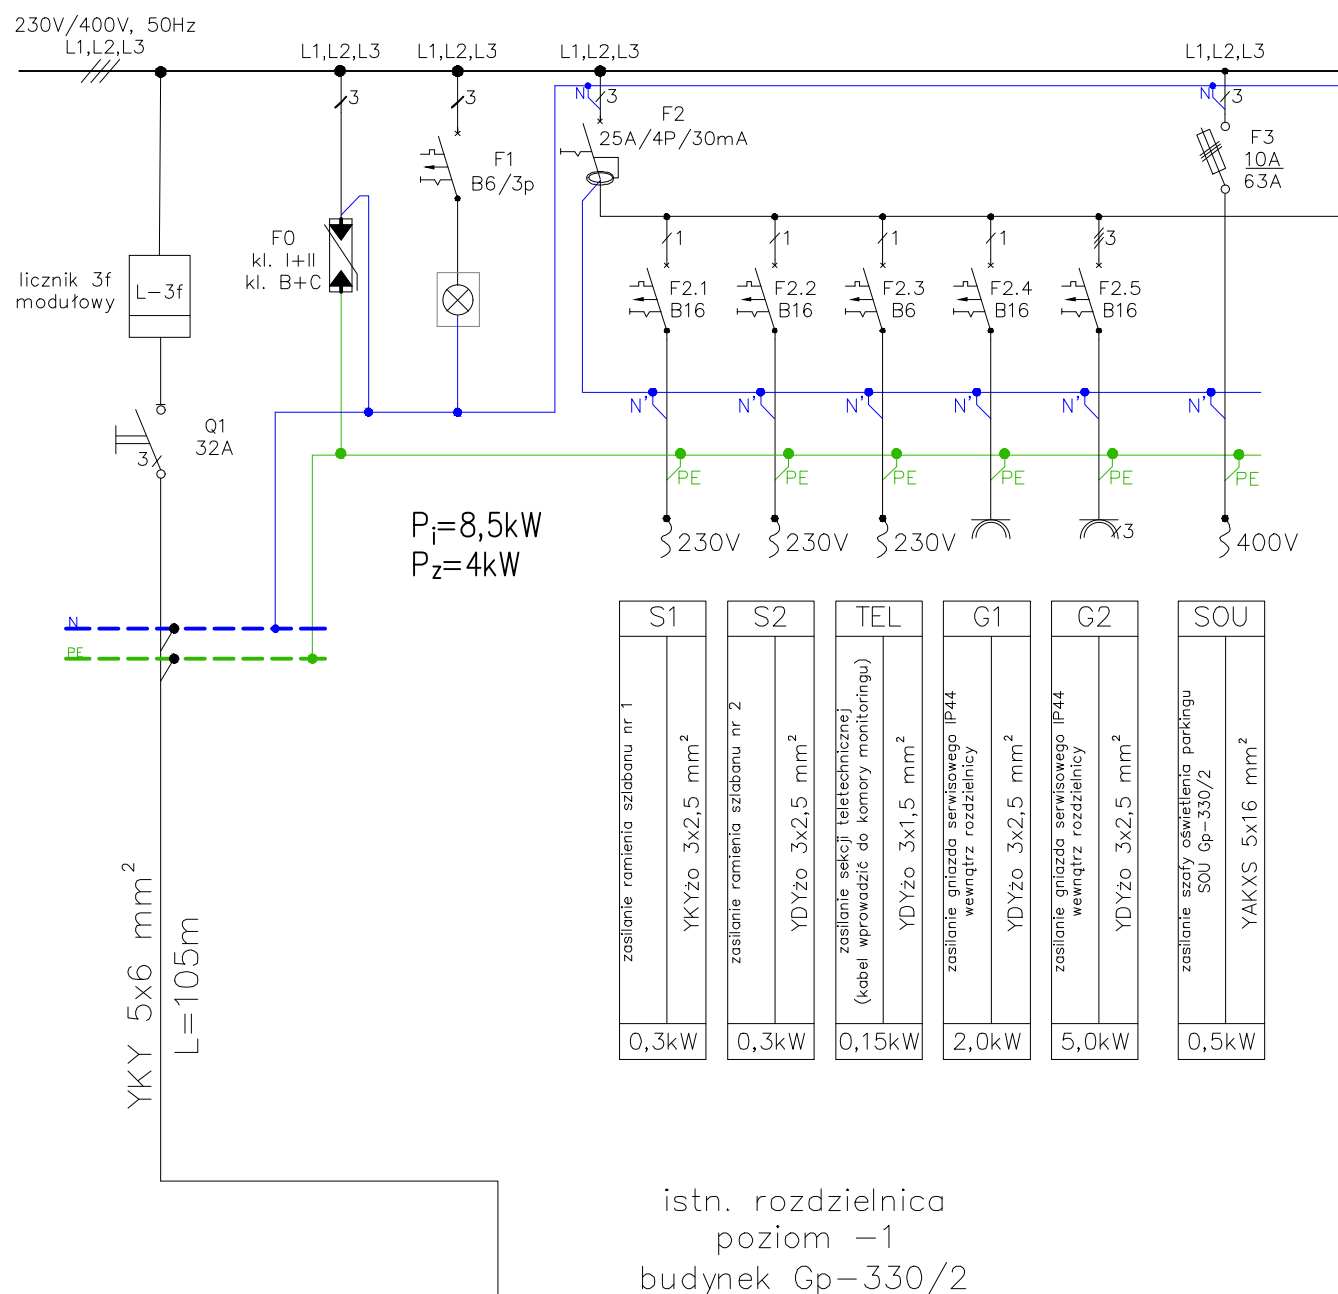 230V/400V, 50Hz
L1,L2,L3
L1,L2,L3
L1,L2,L3
L1,L2,L3
L1,L2,L3
3
3
N
3
N
3
F2
25A/4P/30mA
F1
B6/3p
F3
10A
63A
F0
kl. I+II
kl. B+C
1
1
1
1
3
licznik 3f
modułowy
L-3f
F2.1
B16
F2.2
B16
F2.3
B6
F2.4
B16
F2.5
B16
Q1
32A
3
N'
N'
N'
N'
N'
N'
PE
PE
PE
PE
PE
PE
Pi=8,5kW
Pz=4kW
230V
230V
230V
3
400V
N
PE
S1
zasilanie ramienia szlabanu nr 1
YKYżo 3x2,5 mm²
0,3kW
S2
zasilanie ramienia szlabanu nr 2
YDYżo 3x2,5 mm²
0,3kW
TEL
zasilanie sekcji teletechnicznej
(kabel wprowadzić do komory monitoringu)
YDYżo 3x1,5 mm²
0,15kW
G1
zasilanie gniazda serwisowego IP44
wewnątrz rozdzielnicy
YDYżo 3x2,5 mm²
2,0kW
G2
zasilanie gniazda serwisowego IP44
wewnątrz rozdzielnicy
YDYżo 3x2,5 mm²
5,0kW
SOU
zasilanie szafy oświetlenia parkingu
SOU Gp-330/2
YAKXS 5x16 mm²
0,5kW
YKY 5x6 mm²
L=105m
istn. rozdzielnica
poziom -1
budynek Gp-330/2